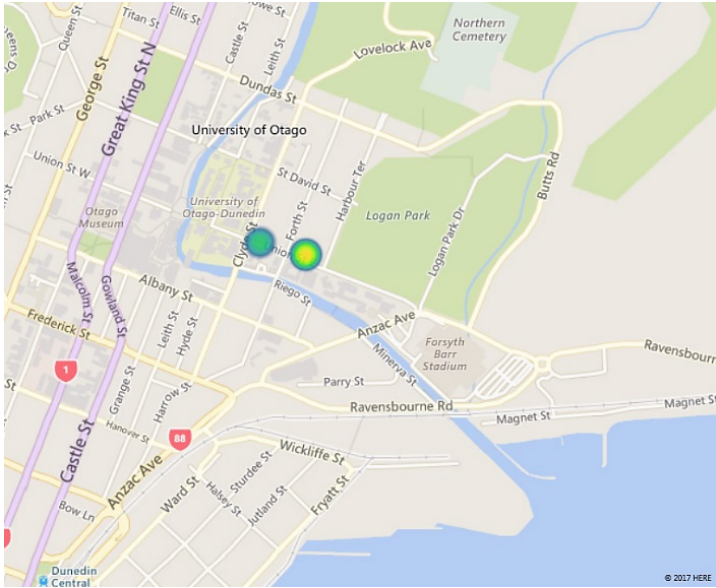 Titan St
Ellis St
Castle St
Leith St
Lovelock Ave
Northern
Cemetery
Queen St
George St
Great King St N
Dundas St
Park St
University of Otago
Union St W
St David St
Harbour Ter
Butts Rd
University of
Otago-Dunedin
Otago
Museum
Forth St
Logan Park
Logan Park Dr
Clyde St
Malcolm St
Gowland St
Albany St
Riego St
Frederick St
Leith St
Hyde St
Anzac Ave
Minerva St
Forsyth
Barr
Stadium
Ravensbourn
1
Grange St
Harrow St
Parry St
Ravensbourne Rd
Magnet St
Magnet St
Hanover St
88
Castle St
Anzac Ave
Wickliffe St
Sturdee St
Ward St
Halsey St
Jutland St
Fryatt St
Bow Ln
Dunedin
Central
© 2017 HERE